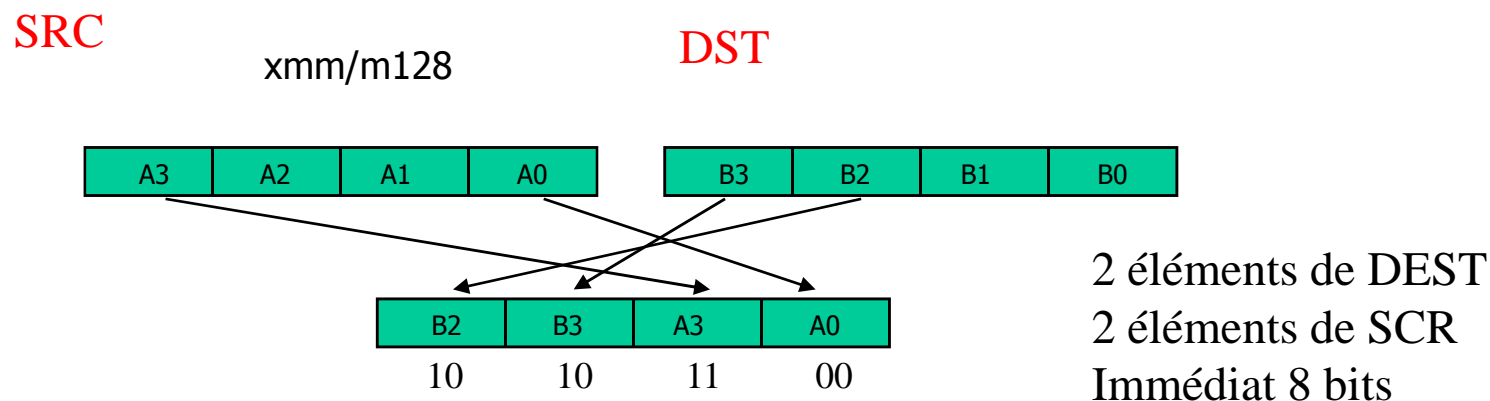 SRC
xmm/m128
DST
A3 A2 A1 A0
B3 B2 B1 B0
B2 B3 A3 A0
10 10 11 00
2 éléments de DEST
2 éléments de SCR
Immédiat 8 bits